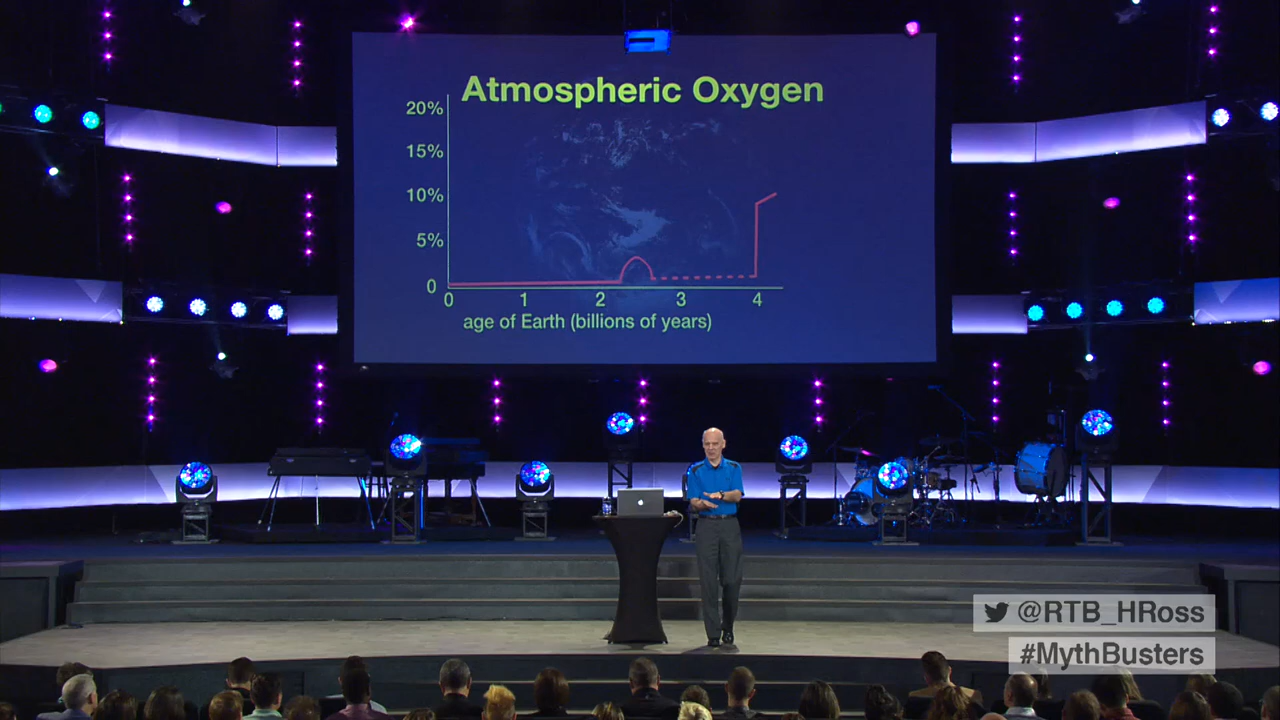 Atmospheric Oxygen
20%
15%
10%
5%
0
0 1 2 3 4
age of Earth (billions of years)
@RTB_HRoss
#MythBusters